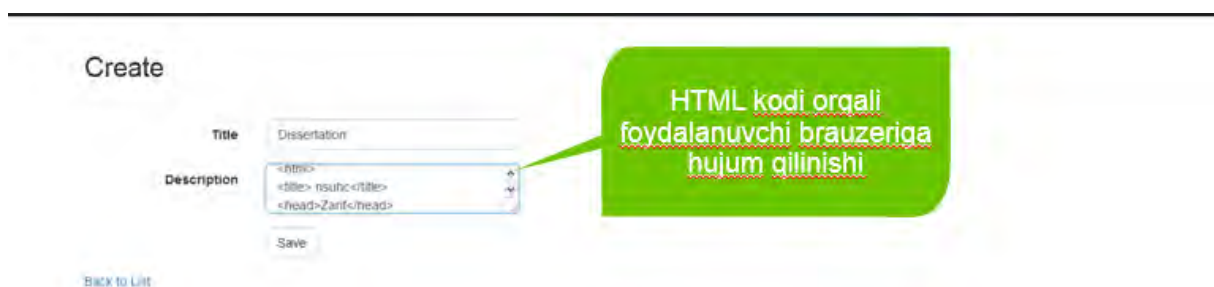 Create
HTML kodi orqali
foydalanuvchi brauzeriga
hujum qilinishi
Title Dissertation
Description <html>
<title> nsuhc</title>
<head>Zarif</head>
Save
Back to List